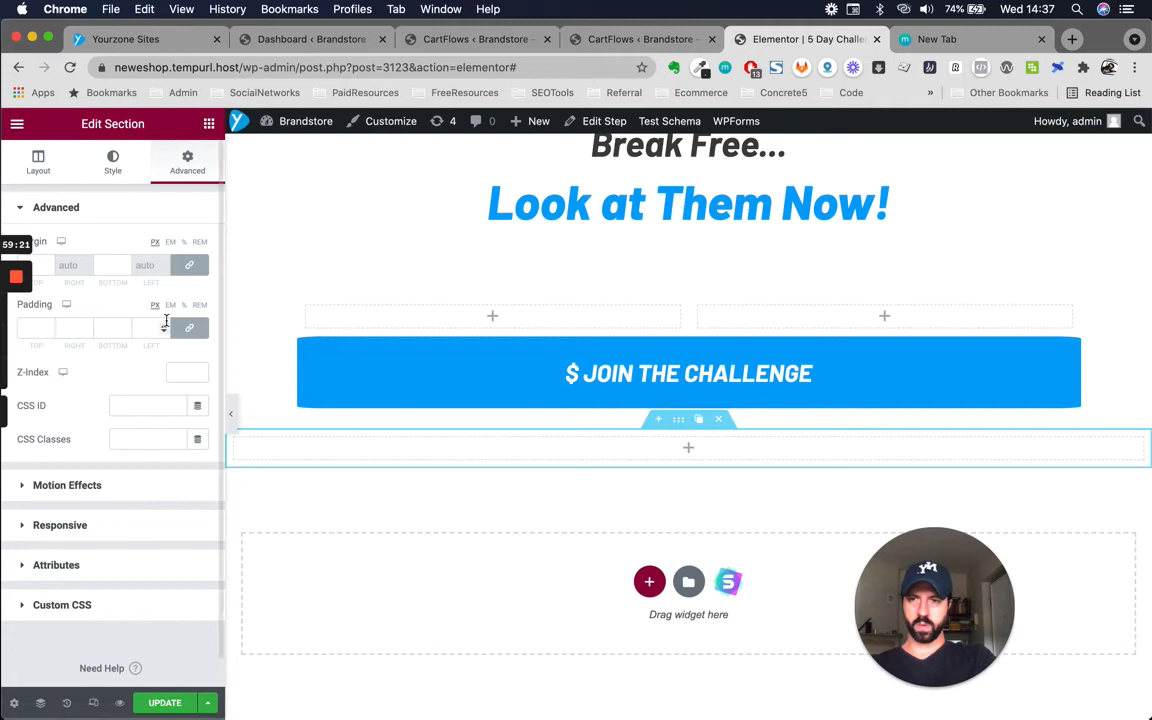 Chrome File Edit View History Bookmarks Profiles Tab Window Help 74% Wed 14:37
Yourzone Sites Dashboard ‹ Brandstore CartFlows ‹ Brandstore – CartFlows ‹ Brandstore – Elementor | 5 Day Challe New Tab
neweshop.tempurl.host/wp-admin/post.php?post=3123&action=elementor# 13
Apps Bookmarks Admin SocialNetworks PaidResources FreeResources SEOTools Referral Ecommerce Concrete5 Code » Other Bookmarks Reading List
Edit Section Brandstore Customize 4 0 New Edit Step Test Schema WPForms Howdy, admin
Break Free...
Layout Style Advanced
Look at Them Now!
Advanced
59:21 rgin PX EM % REM
auto auto
TOP RIGHT BOTTOM LEFT
Padding PX EM % REM
TOP RIGHT BOTTOM LEFT
Z-Index
$ JOIN THE CHALLENGE
CSS ID
CSS Classes
Motion Effects
Responsive
Attributes
Custom CSS
Drag widget here
Need Help ?
UPDATE